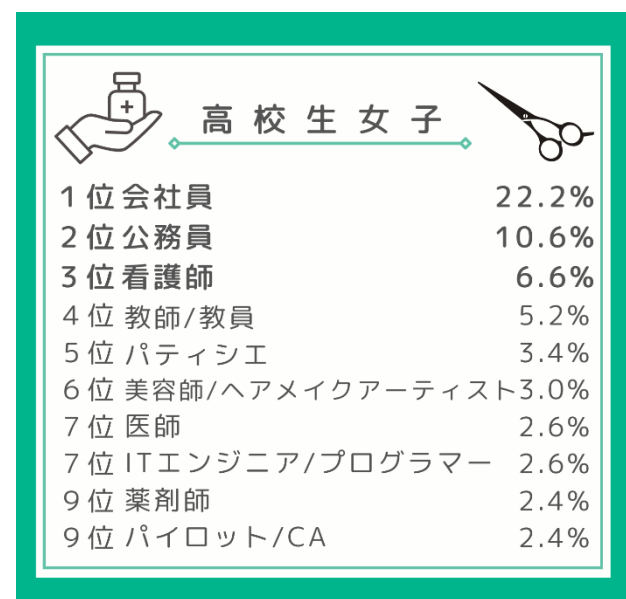 高校生女子
1位会社員 22.2%
2位公務員 10.6%
3位看護師 6.6%
4位 教師/教員 5.2%
5位 パティシエ 3.4%
6位 美容師/ヘアメイクアーティスト3.0%
7位 医師 2.6%
7位 ITエンジニア/プログラマー 2.6%
9位 薬剤師 2.4%
9位 パイロット/CA 2.4%